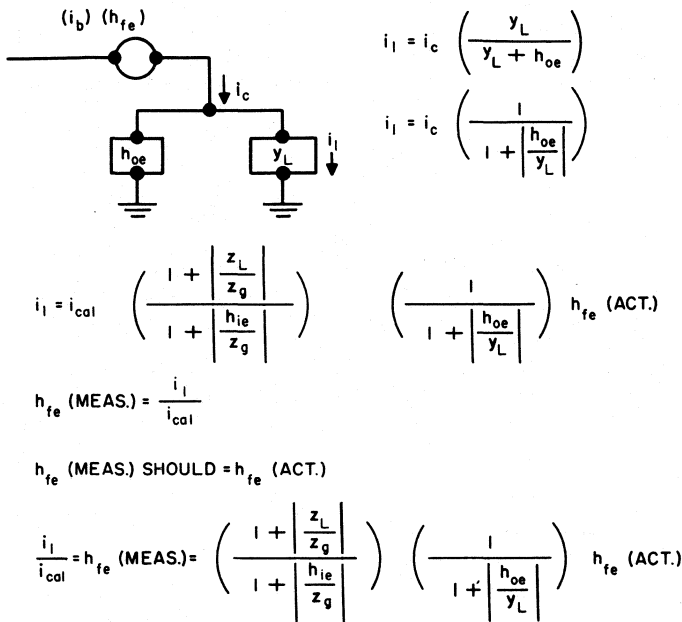 (i_b) (h_fe)
i_c
h_oe
y_L
i_l
i_l = i_c ( y_L / (y_L + h_oe) )
i_l = i_c ( 1 / (1 + |h_oe / y_L|) )
i_l = i_cal ( (1 + |z_L / z_g|) / (1 + |h_ie / z_g|) ) ( 1 / (1 + |h_oe / y_L|) ) h_fe (ACT.)
h_fe (MEAS.) = i_l / i_cal
h_fe (MEAS.) SHOULD = h_fe (ACT.)
i_l / i_cal = h_fe (MEAS.) = ( (1 + |z_L / z_g|) / (1 + |h_ie / z_g|) ) ( 1 / (1 + |h_oe / y_L|) ) h_fe (ACT.)